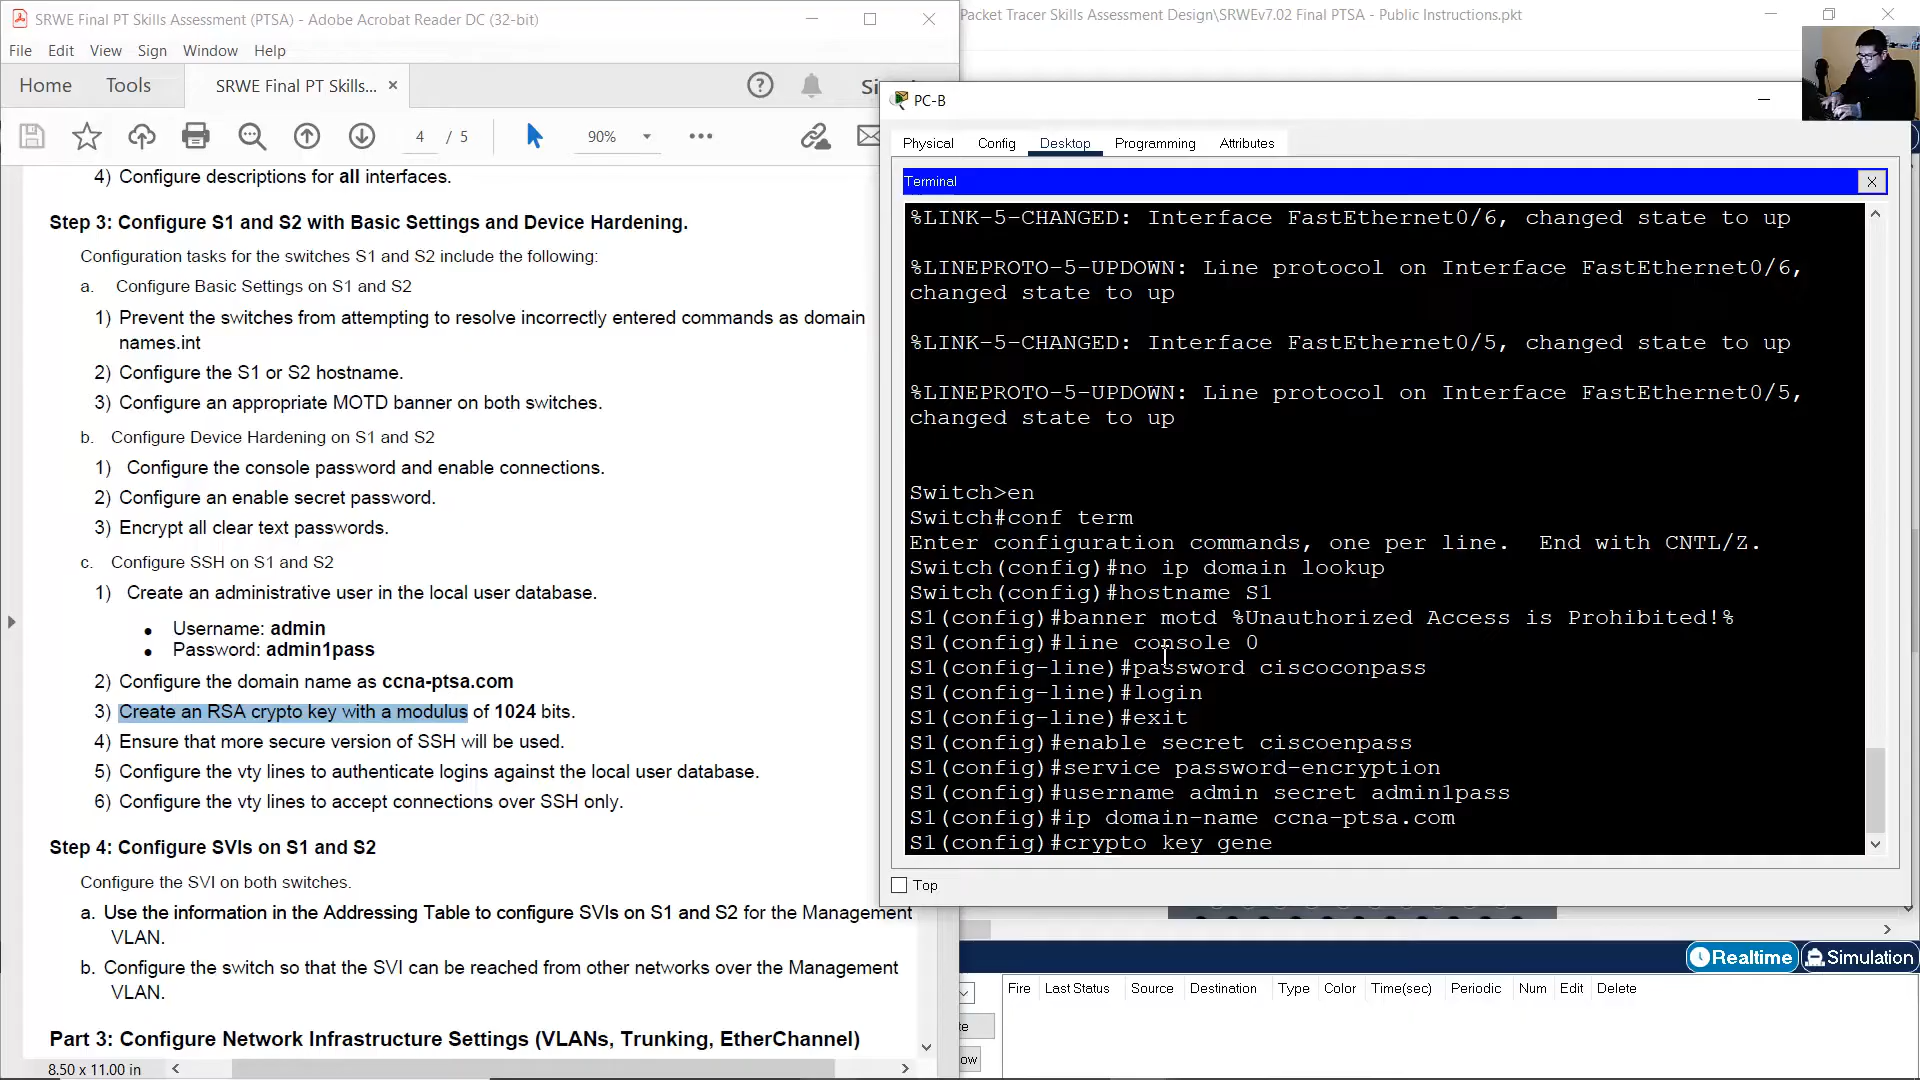 SRWE Final PT Skills Assessment (PTSA) - Adobe Acrobat Reader DC (32-bit)
File Edit View Sign Window Help
Home Tools SRWE Final PT Skills... ×
4 / 5 90%
4) Configure descriptions for all interfaces.
Step 3: Configure S1 and S2 with Basic Settings and Device Hardening.
Configuration tasks for the switches S1 and S2 include the following:
a. Configure Basic Settings on S1 and S2
1) Prevent the switches from attempting to resolve incorrectly entered commands as domain
names.int
2) Configure the S1 or S2 hostname.
3) Configure an appropriate MOTD banner on both switches.
b. Configure Device Hardening on S1 and S2
1) Configure the console password and enable connections.
2) Configure an enable secret password.
3) Encrypt all clear text passwords.
c. Configure SSH on S1 and S2
1) Create an administrative user in the local user database.
• Username: admin
• Password: admin1pass
2) Configure the domain name as ccna-ptsa.com
3) Create an RSA crypto key with a modulus of 1024 bits.
4) Ensure that more secure version of SSH will be used.
5) Configure the vty lines to authenticate logins against the local user database.
6) Configure the vty lines to accept connections over SSH only.
Step 4: Configure SVIs on S1 and S2
Configure the SVI on both switches.
a. Use the information in the Addressing Table to configure SVIs on S1 and S2 for the Management
VLAN.
b. Configure the switch so that the SVI can be reached from other networks over the Management
VLAN.
Part 3: Configure Network Infrastructure Settings (VLANs, Trunking, EtherChannel)
8.50 x 11.00 in
Packet Tracer Skills Assessment Design\SRWEv7.02 Final PTSA - Public Instructions.pkt
PC-B
Physical Config Desktop Programming Attributes
Terminal
X
%LINK-5-CHANGED: Interface FastEthernet0/6, changed state to up
%LINEPROTO-5-UPDOWN: Line protocol on Interface FastEthernet0/6,
changed state to up
%LINK-5-CHANGED: Interface FastEthernet0/5, changed state to up
%LINEPROTO-5-UPDOWN: Line protocol on Interface FastEthernet0/5,
changed state to up
Switch>en
Switch#conf term
Enter configuration commands, one per line.  End with CNTL/Z.
Switch(config)#no ip domain lookup
Switch(config)#hostname S1
S1(config)#banner motd %Unauthorized Access is Prohibited!%
S1(config)#line console 0
S1(config-line)#password ciscoconpass
S1(config-line)#login
S1(config-line)#exit
S1(config)#enable secret ciscoenpass
S1(config)#service password-encryption
S1(config)#username admin secret admin1pass
S1(config)#ip domain-name ccna-ptsa.com
S1(config)#crypto key gene
Top
Realtime Simulation
Fire Last Status Source Destination Type Color Time(sec) Periodic Num Edit Delete